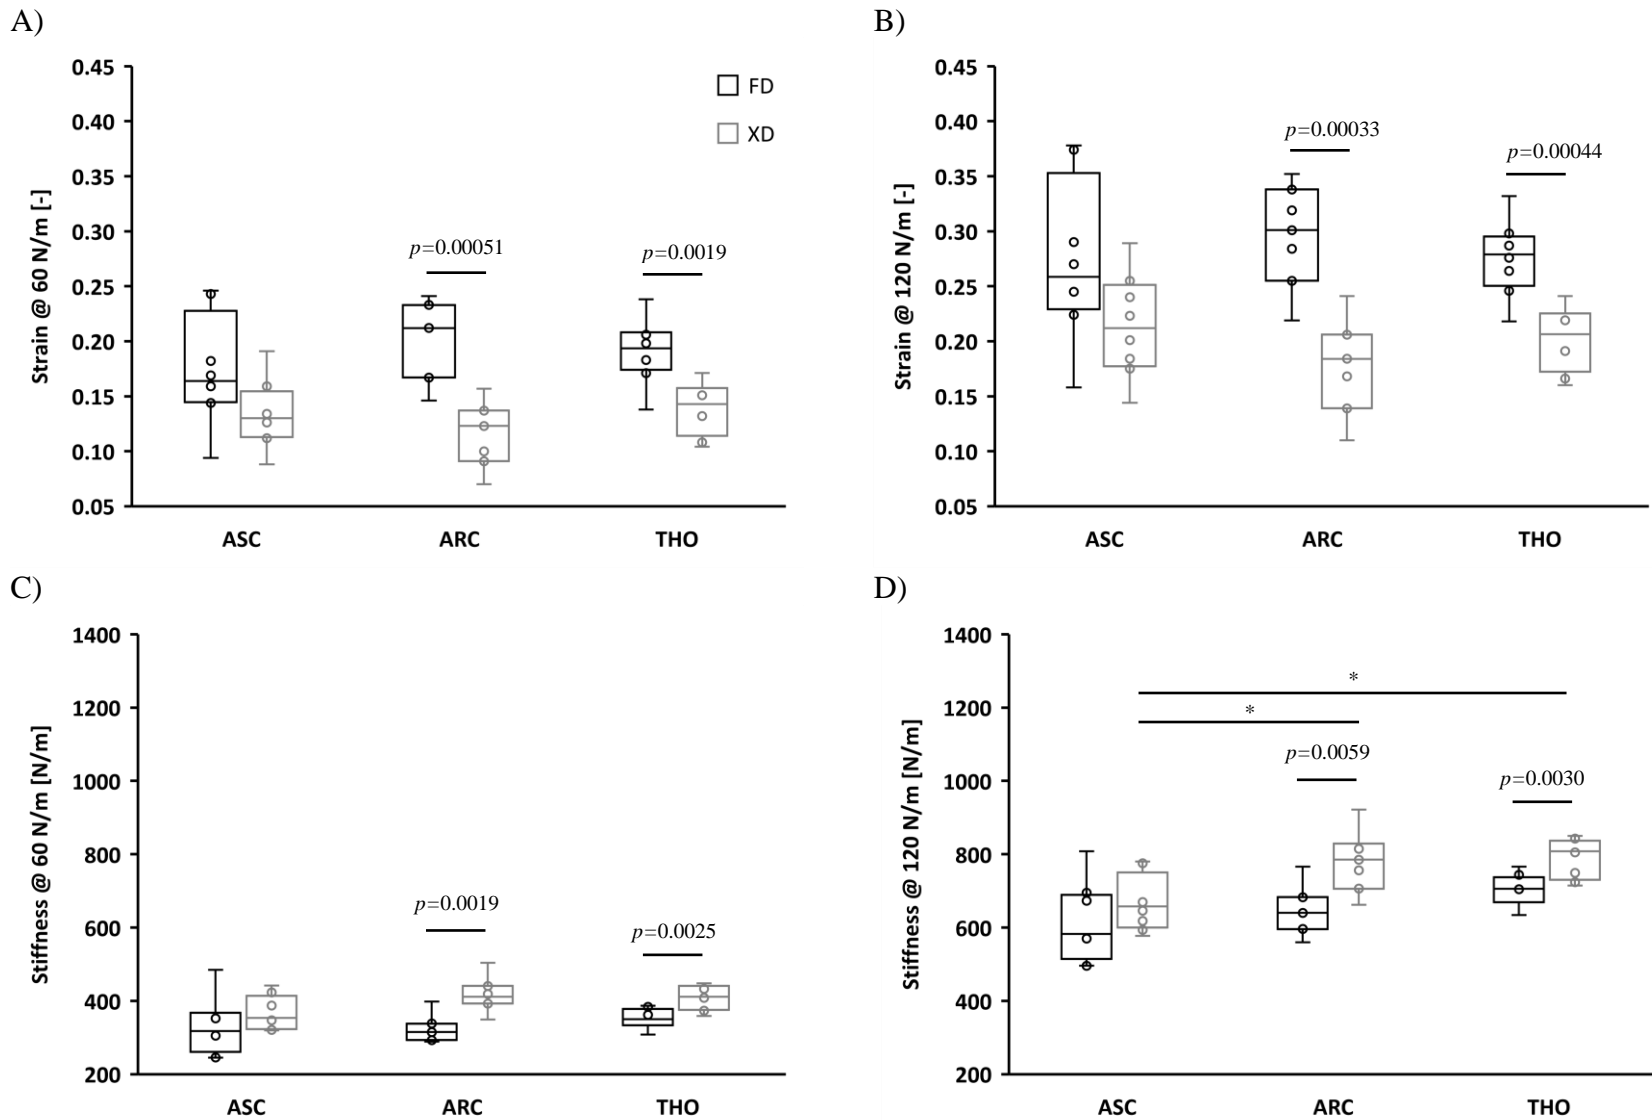 A)
Strain @ 60 N/m [-]
0.45
0.40
0.35
0.30
0.25
0.20
0.15
0.10
0.05
FD
XD
p=0.00051
p=0.0019
ASC
ARC
THO
B)
Strain @ 120 N/m [-]
0.45
0.40
0.35
0.30
0.25
0.20
0.15
0.10
0.05
p=0.00033
p=0.00044
ASC
ARC
THO
C)
Stiffness @ 60 N/m [N/m]
1400
1200
1000
800
600
400
200
p=0.0019
p=0.0025
ASC
ARC
THO
D)
Stiffness @ 120 N/m [N/m]
1400
1200
1000
800
600
400
200
*
*
p=0.0059
p=0.0030
ASC
ARC
THO